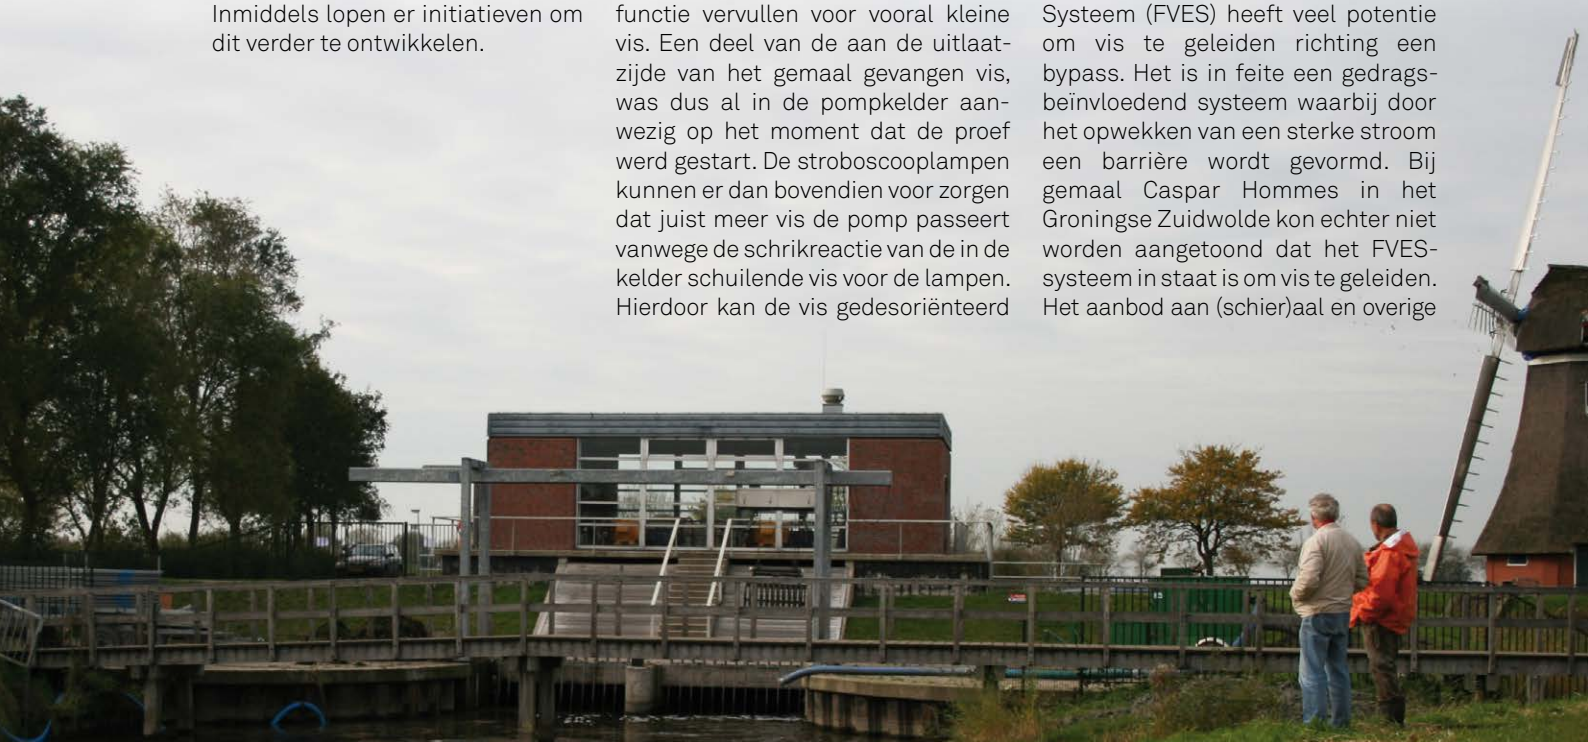 Inmiddels lopen er initiatieven om
dit verder te ontwikkelen.
functie vervullen voor vooral kleine
vis. Een deel van de aan de uitlaat-
zijde van het gemaal gevangen vis,
was dus al in de pompkelder aan-
wezig op het moment dat de proef
werd gestart. De stroboscooplampen
kunnen er dan bovendien voor zorgen
dat juist meer vis de pomp passeert
vanwege de schrikreactie van de in de
kelder schuilende vis voor de lampen.
Hierdoor kan de vis gedesoriënteerd
Systeem (FVES) heeft veel potentie
om vis te geleiden richting een
bypass. Het is in feite een gedrags-
beïnvloedend systeem waarbij door
het opwekken van een sterke stroom
een barrière wordt gevormd. Bij
gemaal Caspar Hommes in het
Groningse Zuidwolde kon echter niet
worden aangetoond dat het FVES-
systeem in staat is om vis te geleiden.
Het aanbod aan (schier)aal en overige